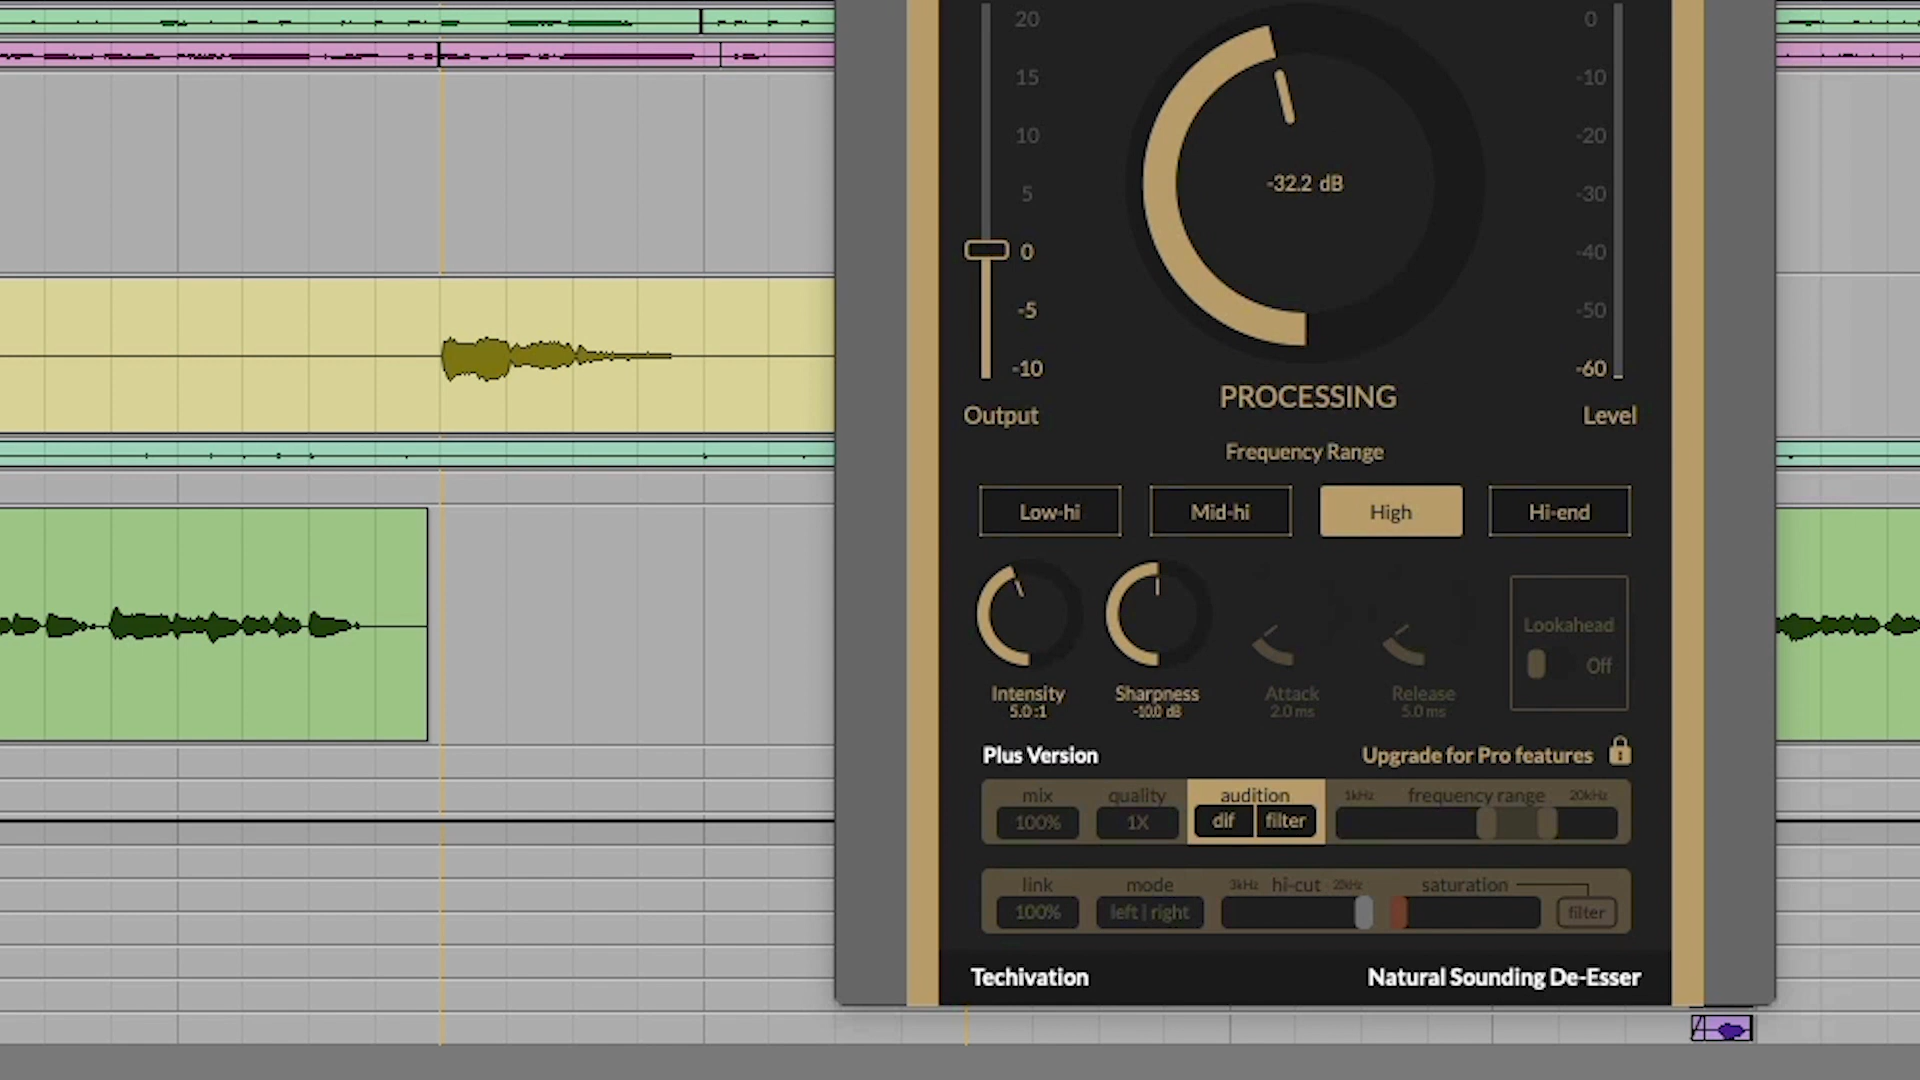 20
15
10
5
0
-5
-10
Output
-32.2 dB
PROCESSING
0
-10
-20
-30
-40
-50
-60
Level
Frequency Range
Low-hi Mid-hi High Hi-end
Intensity
5.0:1
Sharpness
-10.0 dB
Attack
2.0 ms
Release
5.0 ms
Lookahead
Off
Plus Version Upgrade for Pro features
mix quality audition 1kHz frequency range 20kHz
100% 1X dif filter
link mode 3kHz hi-cut 20kHz saturation
100% left | right filter
Techivation Natural Sounding De-Esser